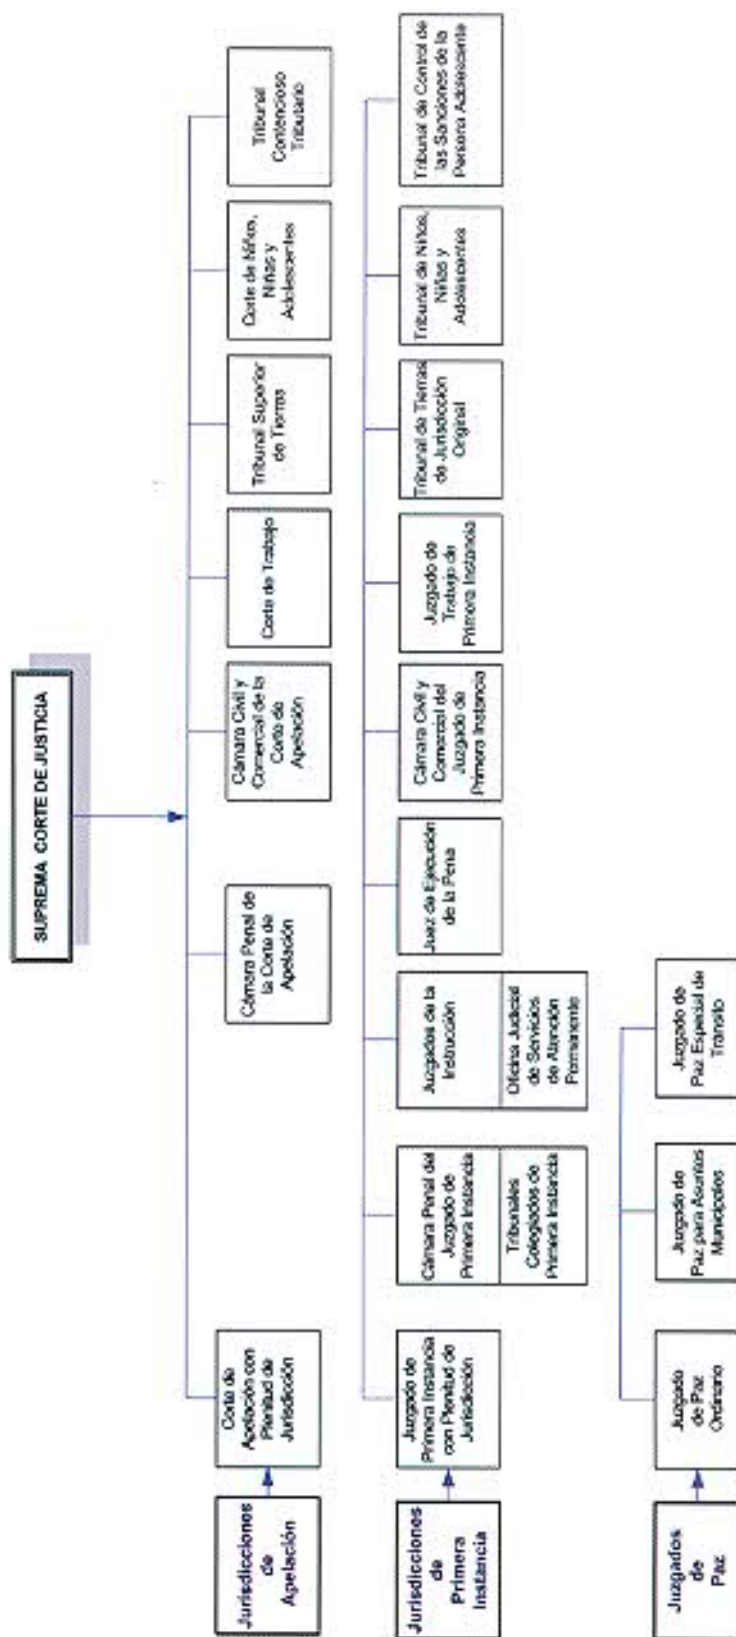 SUPREMA CORTE DE JUSTICIA
Jurisdicciones
de
Apelación
Corte de
Apelación con
Plenitud de
Jurisdicción
Cámara Penal de
la Corte de
Apelación
Cámara Civil y
Comercial de la
Corte de
Apelación
Corte de Trabajo
Tribunal Superior
de Tierras
Corte de Niños,
Niñas y
Adolescentes
Tribunal
Contencioso
Tributario
Jurisdicciones
de
Primera
Instancia
Juzgado de
Primera Instancia
con Plenitud de
Jurisdicción
Cámara Penal del
Juzgado de
Primera Instancia
Tribunales
Colegiados de
Primera Instancia
Juzgados de la
Instrucción
Oficina Judicial
de Servicios
de Atención
Permanente
Juez de Ejecución
de la Pena
Cámara Civil y
Comercial del
Juzgado de
Primera Instancia
Juzgado de
Trabajo de
Primera Instancia
Tribunal de Tierras
de Jurisdicción
Original
Tribunal de Niños,
Niñas y
Adolescentes
Tribunal de Control de
las Sanciones de la
Persona Adolescente
Juzgados
de
Paz
Juzgado
de Paz
Ordinario
Juzgado de
Paz para Asuntos
Municipales
Juzgado de
Paz Especial de
Transito